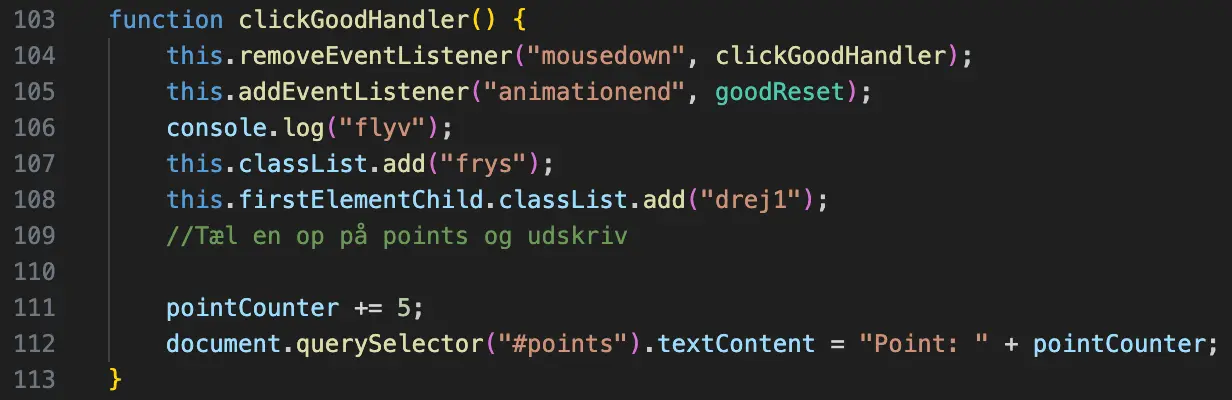 103 function clickGoodHandler() {
104 this.removeEventListener("mousedown", clickGoodHandler);
105 this.addEventListener("animationend", goodReset);
106 console.log("flyv");
107 this.classList.add("frys");
108 this.firstElementChild.classList.add("drej1");
109 //Tæl en op på points og udskriv
110
111 pointCounter += 5;
112 document.querySelector("#points").textContent = "Point: " + pointCounter;
113 }